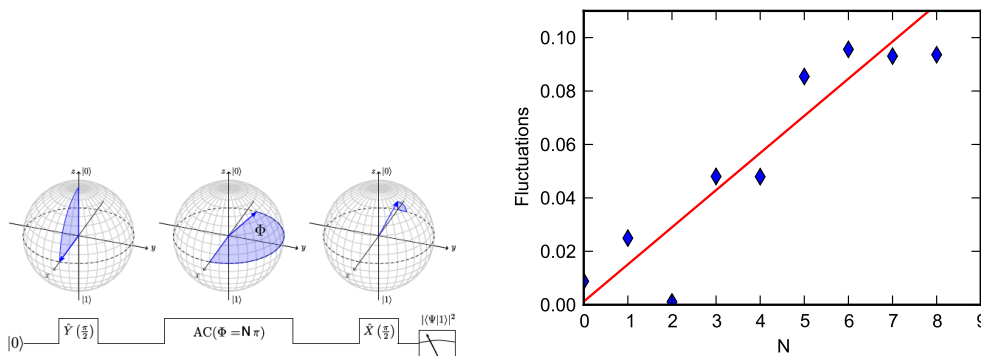 z |0⟩
y
x
|1⟩
z |0⟩
Φ
y
x
|1⟩
z |0⟩
y
x
|1⟩
|0⟩
Ŷ(π/2)
AC(Φ = N π)
X̂(π/2)
|⟨Ψ|1⟩|²
Fluctuations
0.10
0.08
0.06
0.04
0.02
0.00
0 1 2 3 4 5 6 7 8 9
N